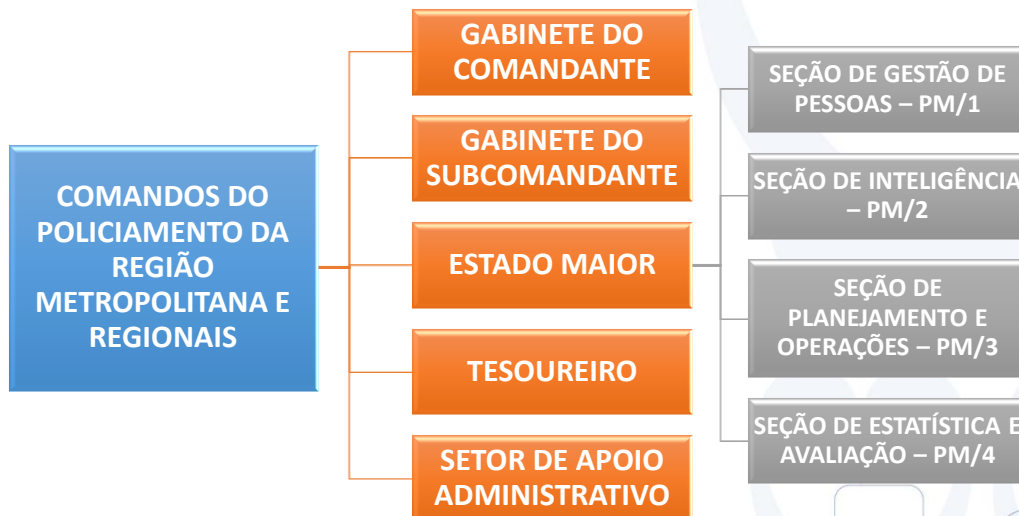 COMANDOS DO
POLICIAMENTO DA
REGIÃO
METROPOLITANA E
REGIONAIS
GABINETE DO
COMANDANTE
GABINETE DO
SUBCOMANDANTE
ESTADO MAIOR
TESOUREIRO
SETOR DE APOIO
ADMINISTRATIVO
SEÇÃO DE GESTÃO DE
PESSOAS – PM/1
SEÇÃO DE INTELIGÊNCIA
– PM/2
SEÇÃO DE
PLANEJAMENTO E
OPERAÇÕES – PM/3
SEÇÃO DE ESTATÍSTICA E
AVALIAÇÃO – PM/4